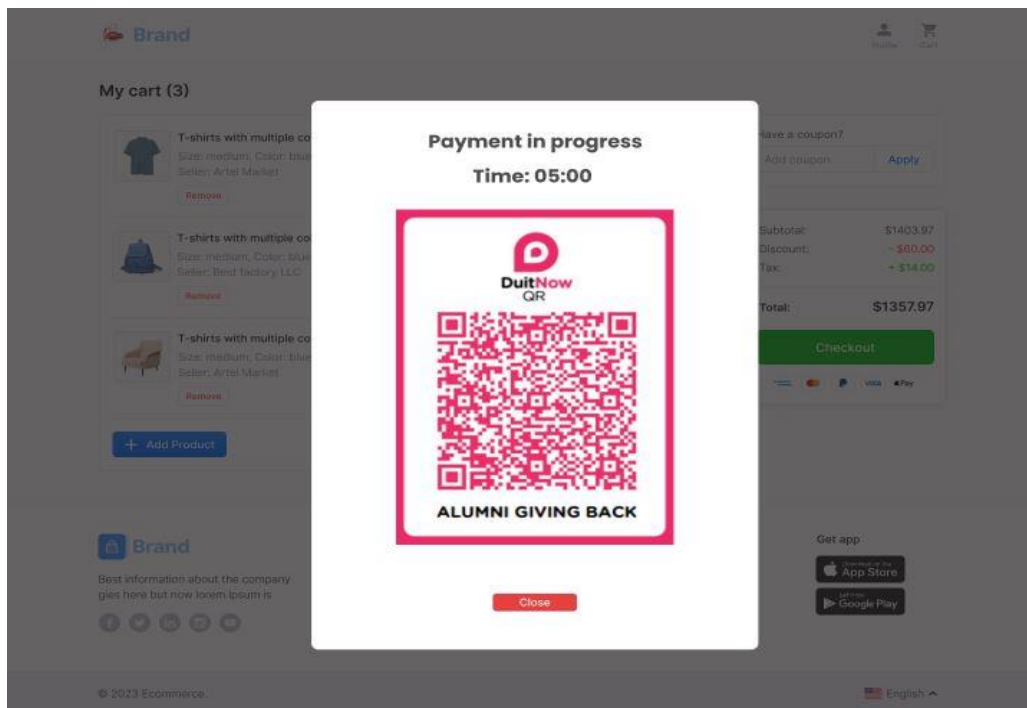 Brand
Cart
My cart (3)
T-shirts with multiple co
Size: medium, Color: blue
Seller: Artel Market
Remove
T-shirts with multiple co
Size: medium, Color: blue
Seller: Best factory LLC
Remove
T-shirts with multiple co
Size: medium, Color: blue
Seller: Artel Market
Remove
+ Add Product
Payment in progress
Time: 05:00
DuitNow
QR
ALUMNI GIVING BACK
Close
Have a coupon?
Add coupon Apply
Subtotal: $1403.97
Discount: - $60.00
Tax: + $14.00
Total: $1357.97
Checkout
VISA Pay
Brand
Best information about the company
gies here but now lorem ipsum is
Get app
App Store
Google Play
© 2023 Ecommerce.
English